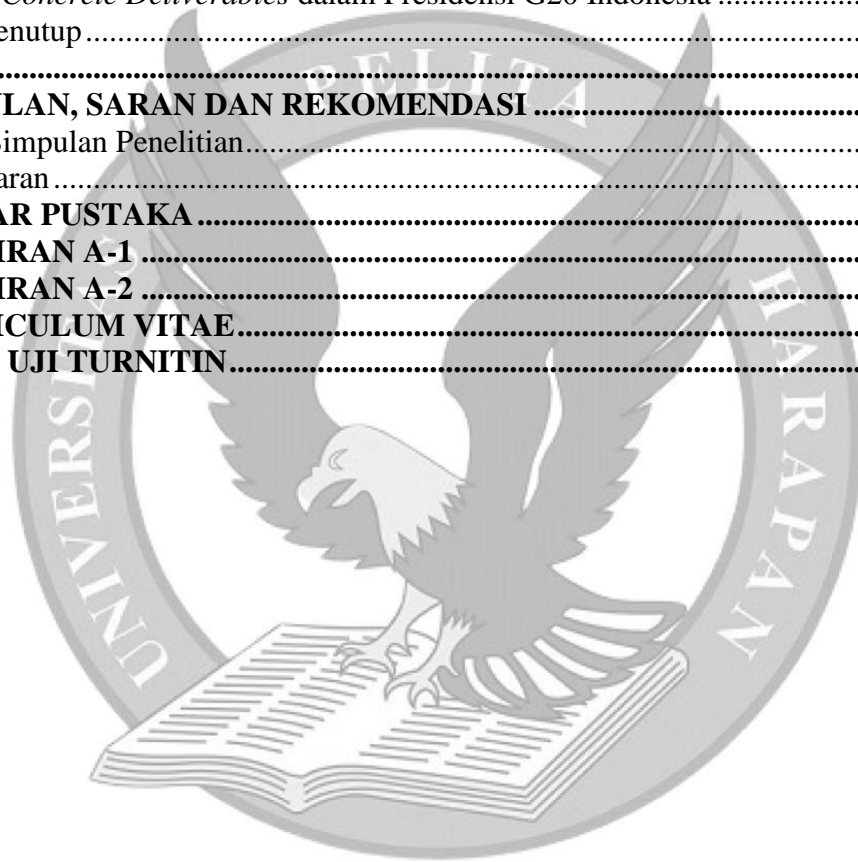 Concrete Deliverables dalam Presidensi G20 Indonesia ..........................
enutup ..........................................................................................................
..........................................................................................................
LAN, SARAN DAN REKOMENDASI ..................................................
impulan Penelitian ..................................................................................
aran ..........................................................................................................
AR PUSTAKA ..........................................................................................
IRAN A-1 ................................................................................................
IRAN A-2 ................................................................................................
ICULUM VITAE ......................................................................................
UJI TURNITIN ........................................................................................
UNIVERSITAS PELITA HARAPAN